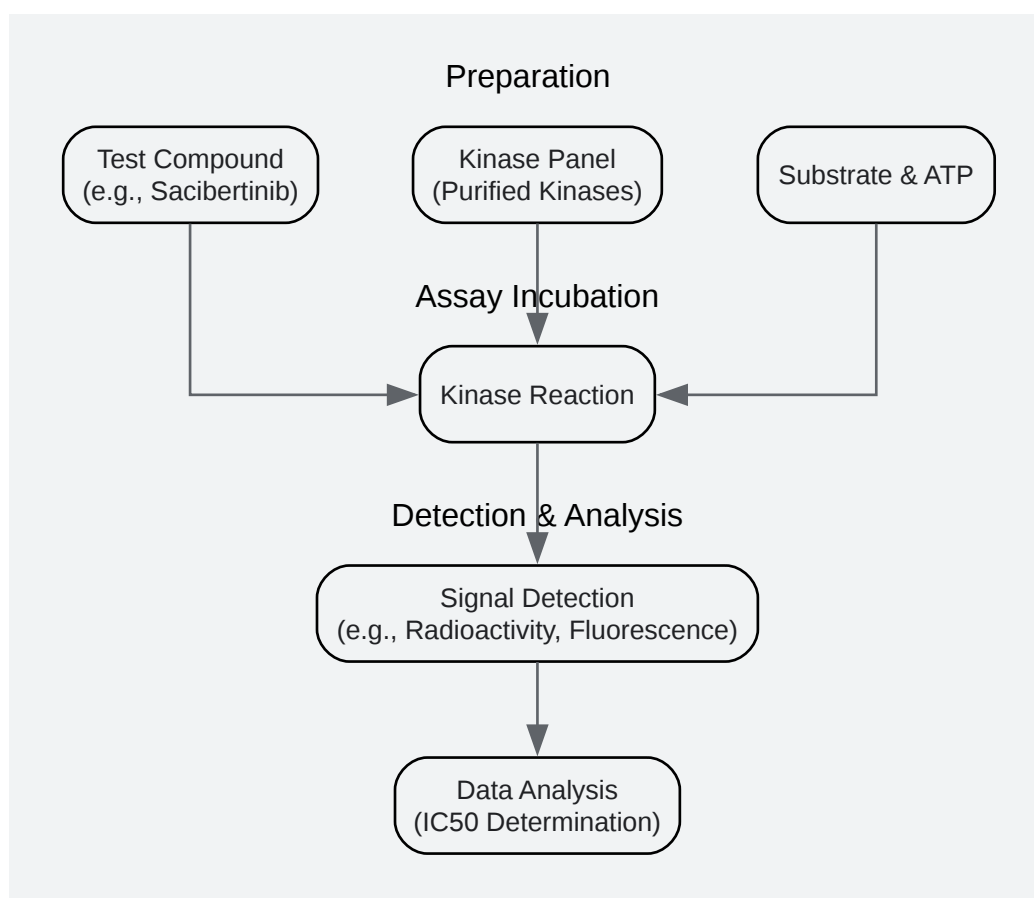 Preparation
Test Compound
(e.g., Sacibertinib)
Kinase Panel
(Purified Kinases)
Substrate & ATP
Assay Incubation
Kinase Reaction
Detection & Analysis
Signal Detection
(e.g., Radioactivity, Fluorescence)
Data Analysis
(IC50 Determination)